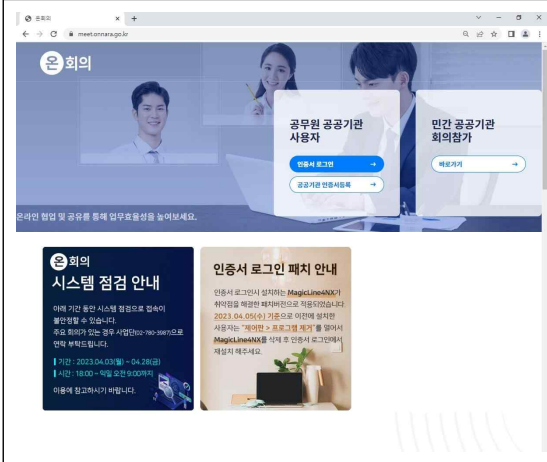 온회의
meet.onnara.go.kr
온회의
공무원 공공기관
사용자
인증서 로그인 →
공공기관 인증서등록 →
민간 공공기관
회의참가
바로가기 →
온라인 협업 및 공유를 통해 업무효율성을 높여보세요.
온회의
시스템 점검 안내
아래 기간 동안 시스템 점검으로 접속이
불안정할 수 있습니다.
주요 회의가 있는 경우 사업단(02-780-3987)으로
연락 부탁드립니다.
기간 : 2023.04.03(월) ~ 04.28(금)
시간 : 18:00 ~ 익일 오전 9:00까지
이용에 참고하시기 바랍니다.
인증서 로그인 패치 안내
인증서 로그인시 설치하는 MagicLine4NX가
취약점을 해결한 패치버전으로 적용되었습니다.
2023.04.05(수) 기준으로 이전에 설치한
사용자는 "제어판 > 프로그램 제거"를 열어서
MagicLine4NX를 삭제 후 인증서 로그인에서
재설치 해주세요.